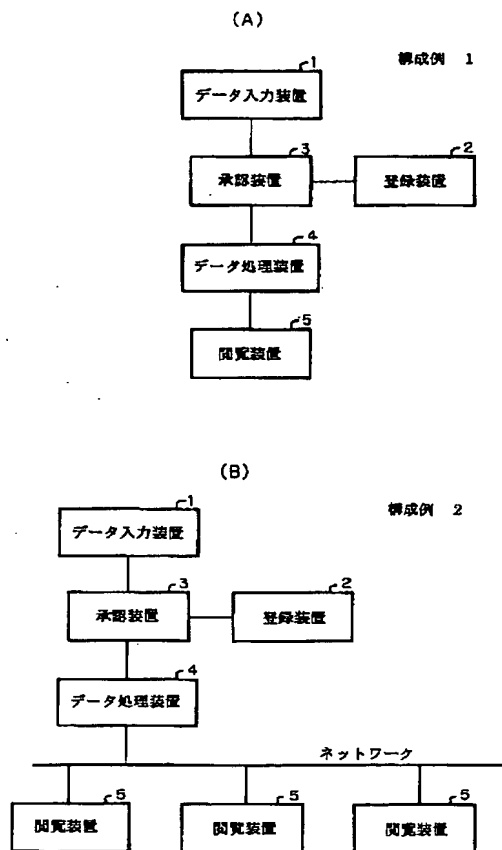 (A)
構成例 1
1
データ入力装置
3
2
承認装置
登録装置
4
データ処理装置
5
閲覧装置
(B)
構成例 2
1
データ入力装置
3
2
承認装置
登録装置
4
データ処理装置
ネットワーク
5
5
5
閲覧装置
閲覧装置
閲覧装置